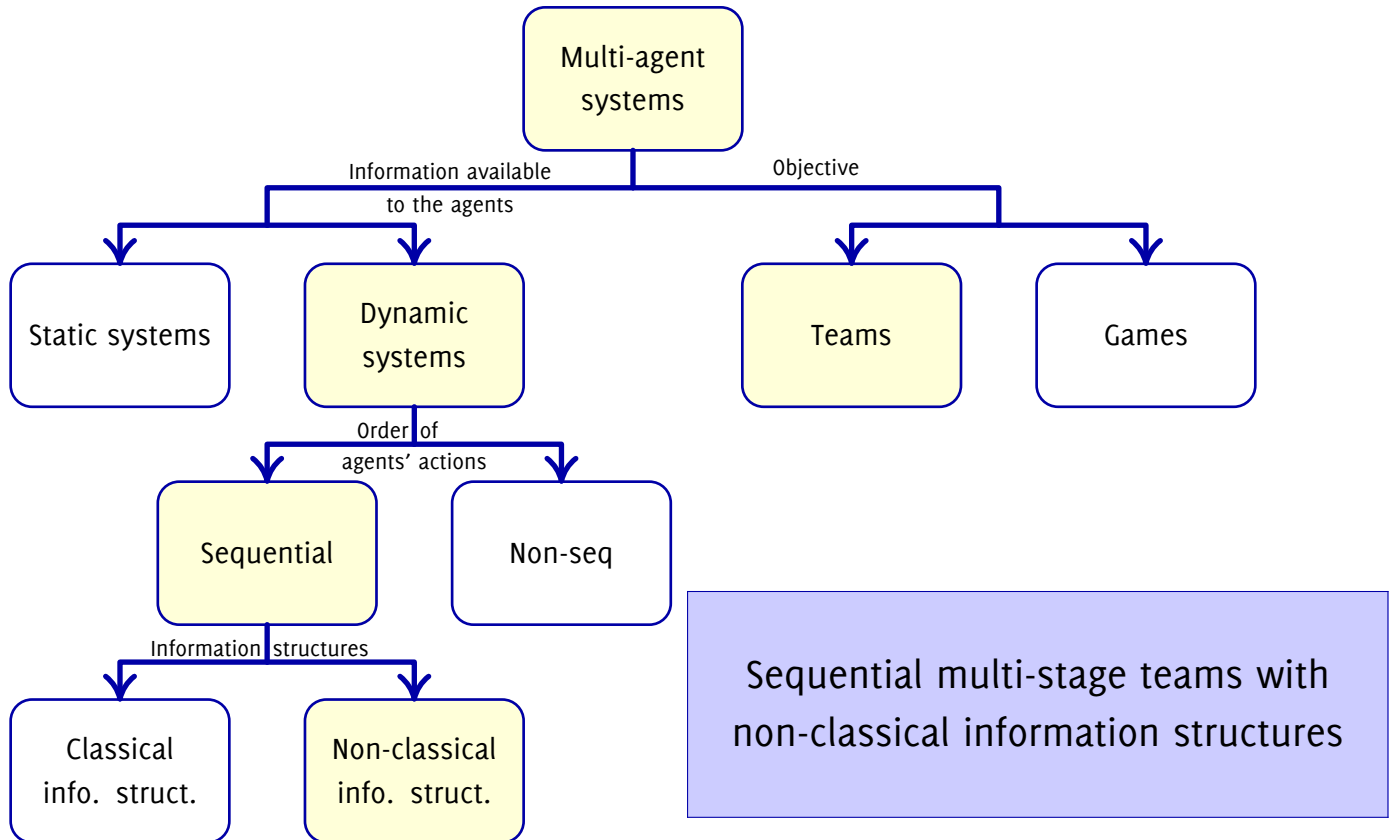 Multi-agent
systems
Information available
to the agents
Objective
Static systems
Dynamic
systems
Teams
Games
Order of
agents’ actions
Sequential
Non-seq
Information structures
Classical
info. struct.
Non-classical
info. struct.
Sequential multi-stage teams with
non-classical information structures